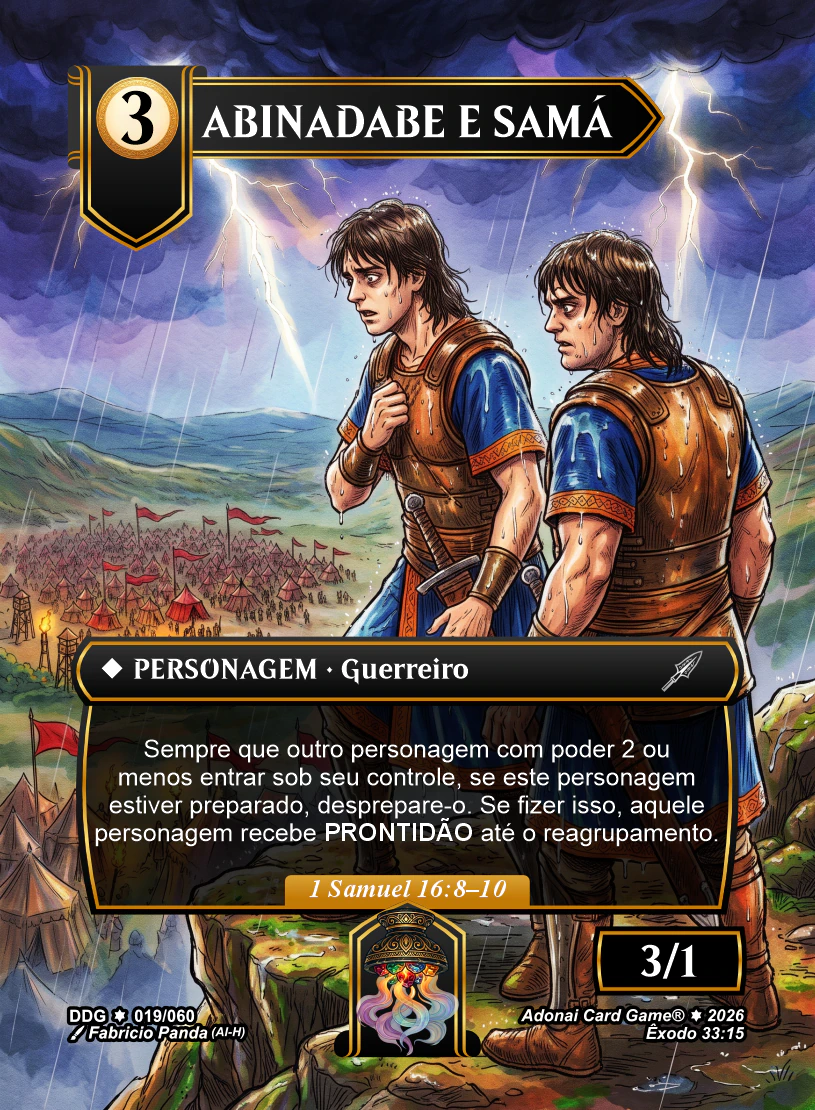 3
ABINADABE E SAMÁ
PERSONAGEM · Guerreiro
Sempre que outro personagem com poder 2 ou
menos entrar sob seu controle, se este personagem
estiver preparado, desprepare-o. Se fizer isso, aquele
personagem recebe PRONTIDÃO até o reagrupamento.
1 Samuel 16:8–10
3/1
DDG ✸ 019/060
Fabricio Panda (AI-H)
Adonai Card Game® ✸ 2026
Êxodo 33:15